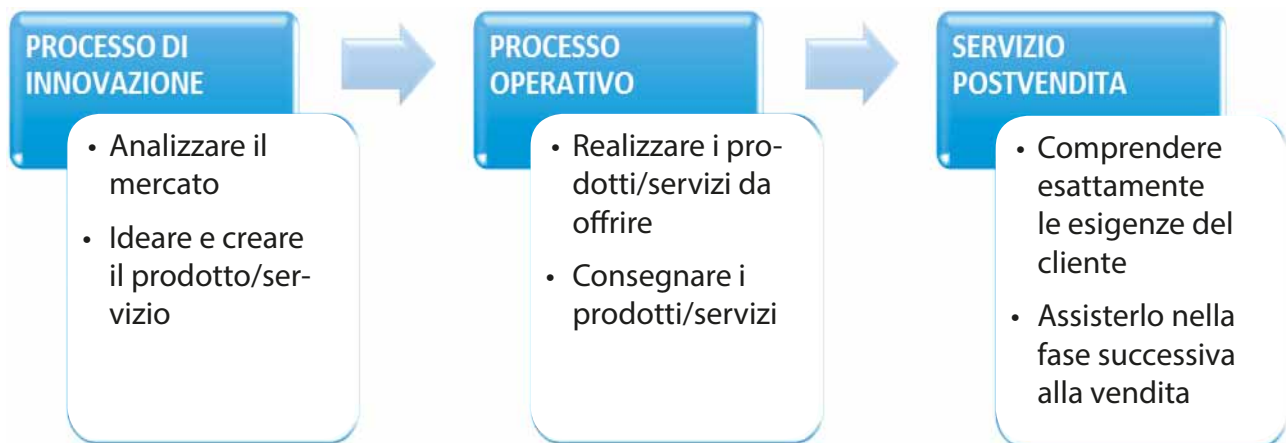 PROCESSO DI
INNOVAZIONE
• Analizzare il
mercato
• Ideare e creare
il prodotto/ser-
vizio
PROCESSO
OPERATIVO
• Realizzare i pro-
dotti/servizi da
offrire
• Consegnare i
prodotti/servizi
SERVIZIO
POSTVENDITA
• Comprendere
esattamente
le esigenze del
cliente
• Assisterlo nella
fase successiva
alla vendita